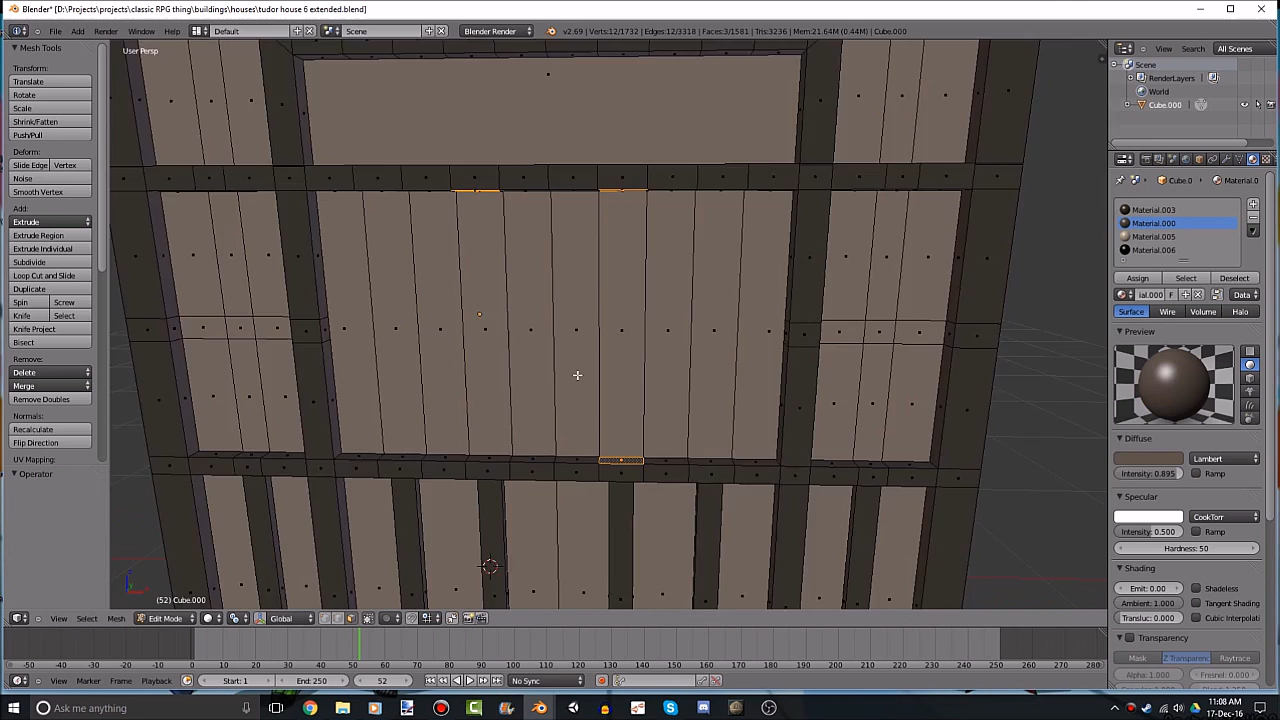 Blender* [D:\Projects\projects\classic RPG thing\buildings\houses\tudor house 6 extended.blend]
File Add Render Window Help Default Scene Blender Render v2.69 | Verts:12/1732 | Edges:12/3318 | Faces:3/1581 | Tris:3236 | Mem:21.64M (0.44M) | Cube.000
Mesh Tools
Transform:
Translate
Rotate
Scale
Shrink/Fatten
Push/Pull
Deform:
Slide Edge Vertex
Noise
Smooth Vertex
Add:
Extrude
Extrude Region
Extrude Individual
Subdivide
Loop Cut and Slide
Duplicate
Spin Screw
Knife Select
Knife Project
Bisect
Remove:
Delete
Merge
Remove Doubles
Normals:
Recalculate
Flip Direction
UV Mapping:
Operator
User Persp
(52) Cube.000
View Select Mesh Edit Mode Global
-50 -40 -30 -20 -10 0 10 20 30 40 50 60 70 80 90 100 110 120 130 140 150 160 170 180 190 200 210 220 230 240 250 260 270 280
View Marker Frame Playback Start: 1 End: 250 52 No Sync
View Search All Scenes
Scene
RenderLayers
World
Cube.000
Cube.0 Material.0
Material.003
Material.000
Material.005
Material.006
Assign Select Deselect
ial.000 F Data
Surface Wire Volume Halo
Preview
Diffuse
Lambert
Intensity: 0.895 Ramp
Specular
CookTorr
Intensity: 0.500 Ramp
Hardness: 50
Shading
Emit: 0.00 Shadeless
Ambient: 1.000 Tangent Shading
Transluc: 0.000 Cubic Interpolati
Transparency
Mask Z Transparenc Raytrace
Alpha: 1.000 Fresnel: 0.000
Ask me anything
11:08 AM
17-Dec-16